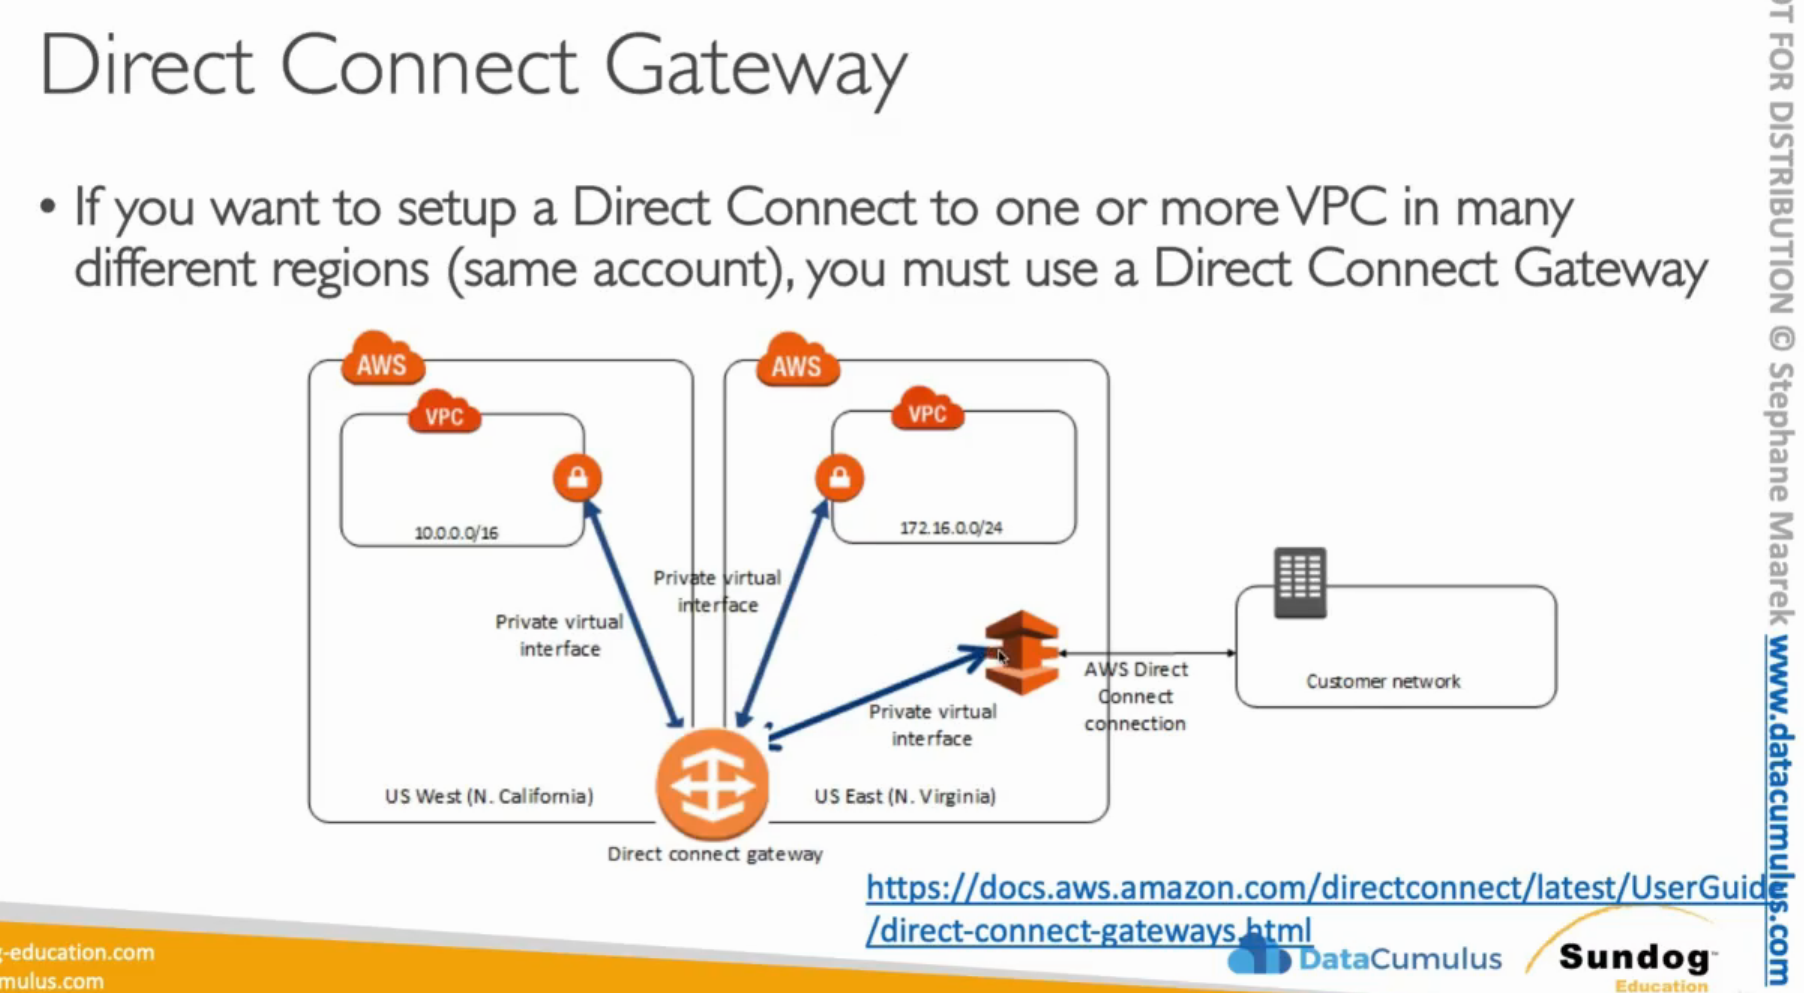 Direct Connect Gateway
• If you want to setup a Direct Connect to one or more VPC in many
different regions (same account), you must use a Direct Connect Gateway
AWS
AWS
VPC
VPC
10.0.0.0/16
172.16.0.0/24
Private virtual
interface
Private virtual
interface
AWS Direct
Connect
connection
Customer network
Private virtual
interface
US West (N. California)
US East (N. Virginia)
Direct connect gateway
https://docs.aws.amazon.com/directconnect/latest/UserGuide
/direct-connect-gateways.html
g-education.com
mulus.com
DataCumulus
Sundog
Education
OT FOR DISTRIBUTION © Stephane Maarek www.datacumulus.com